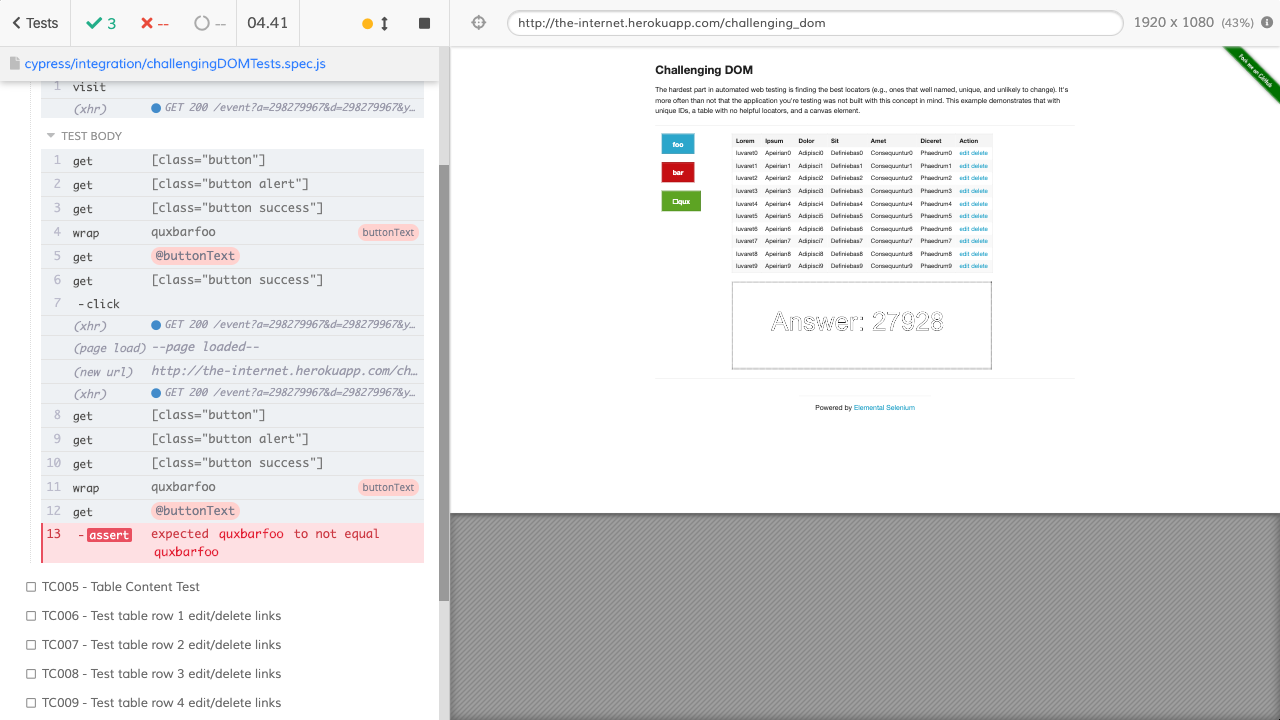 Tests
3
--
--
04.41
http://the-internet.herokuapp.com/challenging_dom
1920 x 1080 (43%)
cypress/integration/challengingDOMTests.spec.js
1 visit
(xhr) GET 200 /event?a=298279967&d=298279967&y…
TEST BODY
1 get [class="button"]
2 get [class="button alert"]
3 get [class="button success"]
4 wrap quxbarfoo buttonText
5 get @buttonText
6 get [class="button success"]
7 -click
(xhr) GET 200 /event?a=298279967&d=298279967&y…
(page load) --page loaded--
(new url) http://the-internet.herokuapp.com/ch…
(xhr) GET 200 /event?a=298279967&d=298279967&y…
8 get [class="button"]
9 get [class="button alert"]
10 get [class="button success"]
11 wrap quxbarfoo buttonText
12 get @buttonText
13 -assert expected quxbarfoo to not equal
quxbarfoo
TC005 - Table Content Test
TC006 - Test table row 1 edit/delete links
TC007 - Test table row 2 edit/delete links
TC008 - Test table row 3 edit/delete links
TC009 - Test table row 4 edit/delete links
Fork me on GitHub
Challenging DOM
The hardest part in automated web testing is finding the best locators (e.g., ones that well named, unique, and unlikely to change). It's
more often than not that the application you're testing was not built with this concept in mind. This example demonstrates that with
unique IDs, a table with no helpful locators, and a canvas element.
foo
bar
qux
Lorem Ipsum Dolor Sit Amet Diceret Action
Iuvaret0 Apeirian0 Adipisci0 Definiebas0 Consequuntur0 Phaedrum0 edit delete
Iuvaret1 Apeirian1 Adipisci1 Definiebas1 Consequuntur1 Phaedrum1 edit delete
Iuvaret2 Apeirian2 Adipisci2 Definiebas2 Consequuntur2 Phaedrum2 edit delete
Iuvaret3 Apeirian3 Adipisci3 Definiebas3 Consequuntur3 Phaedrum3 edit delete
Iuvaret4 Apeirian4 Adipisci4 Definiebas4 Consequuntur4 Phaedrum4 edit delete
Iuvaret5 Apeirian5 Adipisci5 Definiebas5 Consequuntur5 Phaedrum5 edit delete
Iuvaret6 Apeirian6 Adipisci6 Definiebas6 Consequuntur6 Phaedrum6 edit delete
Iuvaret7 Apeirian7 Adipisci7 Definiebas7 Consequuntur7 Phaedrum7 edit delete
Iuvaret8 Apeirian8 Adipisci8 Definiebas8 Consequuntur8 Phaedrum8 edit delete
Iuvaret9 Apeirian9 Adipisci9 Definiebas9 Consequuntur9 Phaedrum9 edit delete
Answer: 27928
Powered by Elemental Selenium